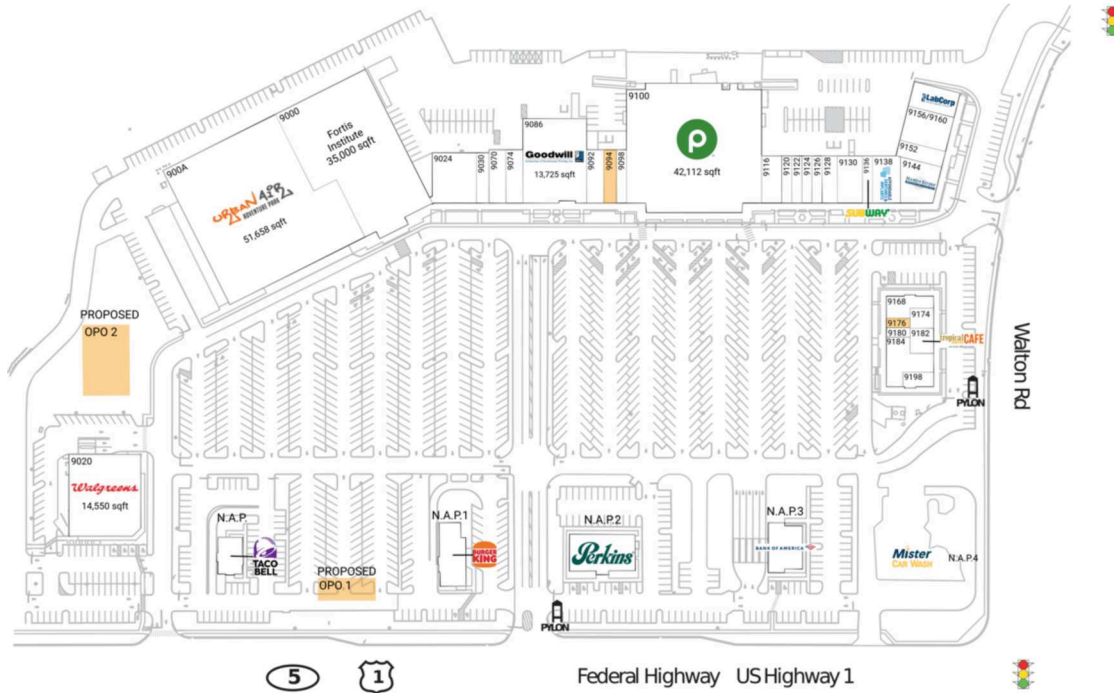 9000
Fortis
Institute
35,000 sqft
900A
URBAN AIR
ADVENTURE PARK
51,658 sqft
9024
9030
9070
9074
9086
Goodwill
13,725 sqft
9092
9094
9098
9100
P
42,112 sqft
9116
9120
9122
9124
9126
9128
9130
9136
9138
SUBWAY
LabCorp
9156/9160
9152
9144
PROPOSED
OPO 2
9168
9174
9176
9180
9182
9184
9198
Tropical CAFE
PYLON
Walton Rd
9020
Walgreens
14,550 sqft
N.A.P.
TACO
BELL
PROPOSED
OPO 1
N.A.P.1
BURGER
KING
N.A.P.2
Perkins
N.A.P.3
BANK OF AMERICA
Mister
CAR WASH
N.A.P.4
PYLON
5
1
Federal Highway US Highway 1